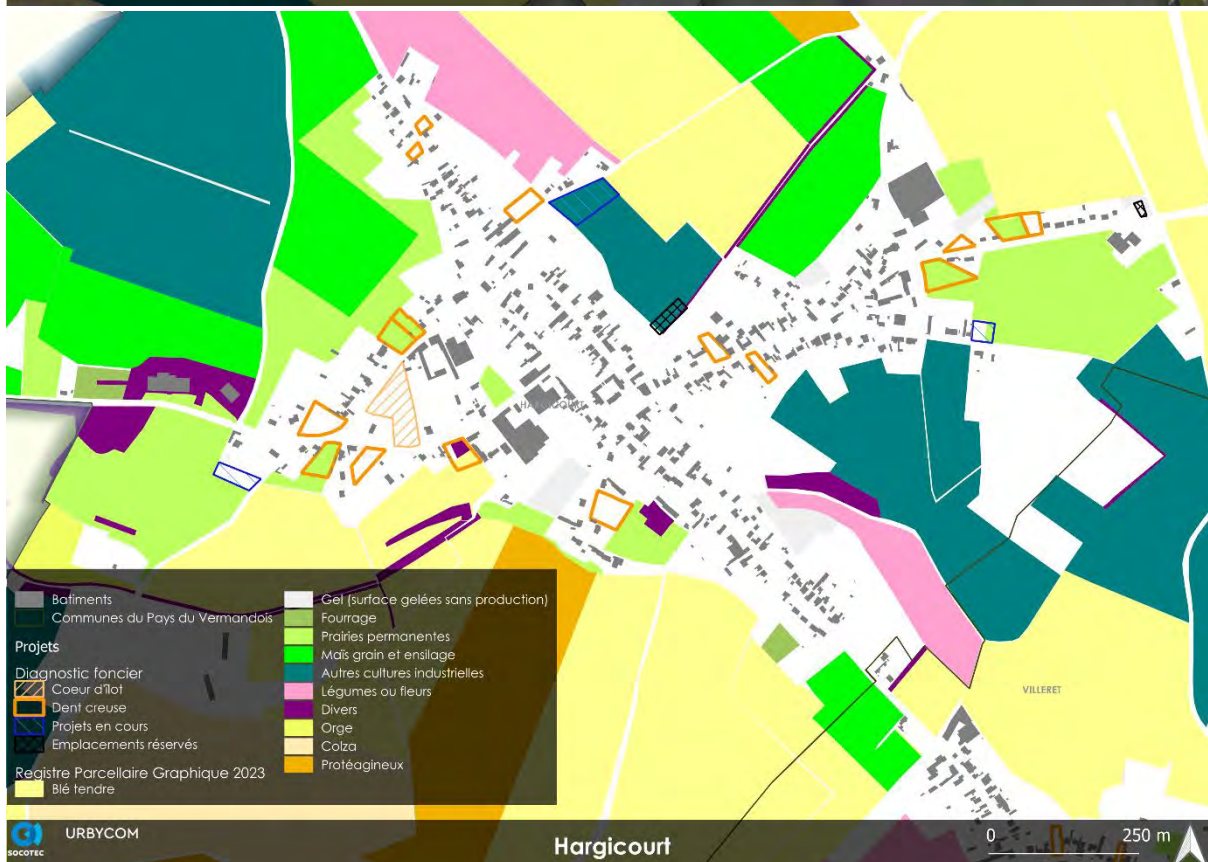 HARGICOURT
VILLERET
Batiments
Communes du Pays du Vermandois
Projets
Diagnostic foncier
Coeur d'îlot
Dent creuse
Projets en cours
Emplacements réservés
Registre Parcellaire Graphique 2023
Blé tendre
Gel (surface gelées sans production)
Fourrage
Prairies permanentes
Maïs grain et ensilage
Autres cultures industrielles
Légumes ou fleurs
Divers
Orge
Colza
Protéagineux
SOCOTEC
URBYCOM
Hargicourt
0 250 m